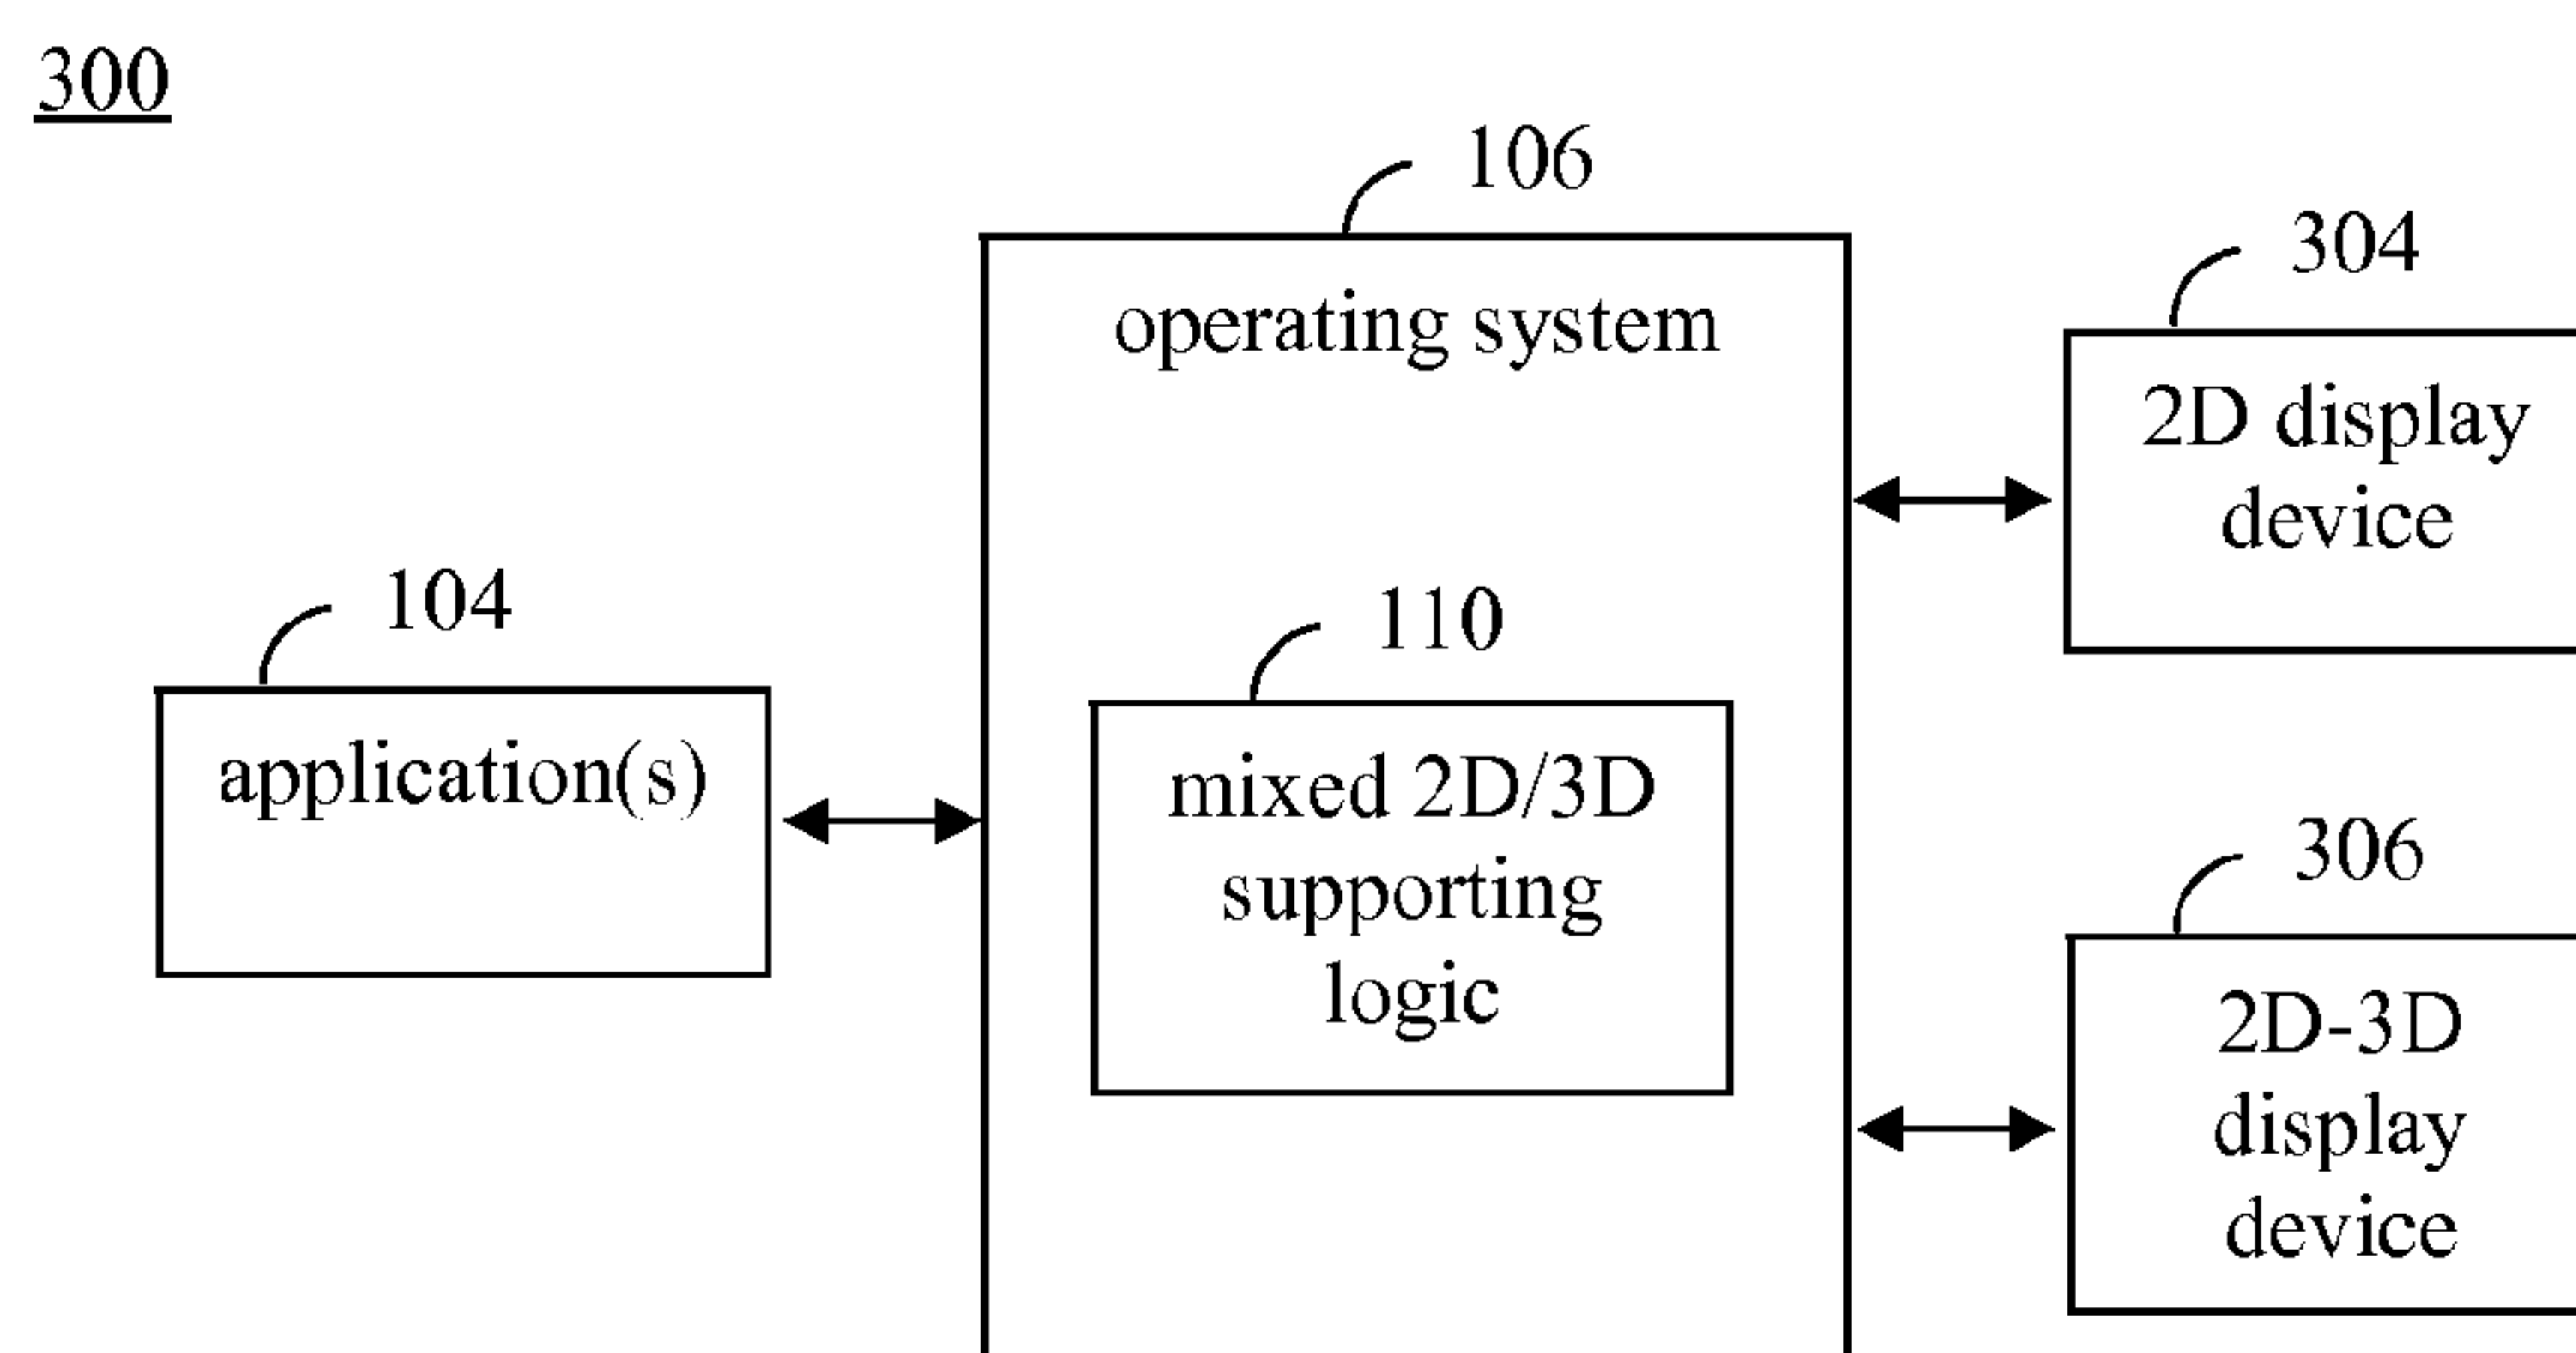 300
106
operating system
304
2D display
device
104
application(s)
110
mixed 2D/3D
supporting
logic
306
2D-3D
display
device